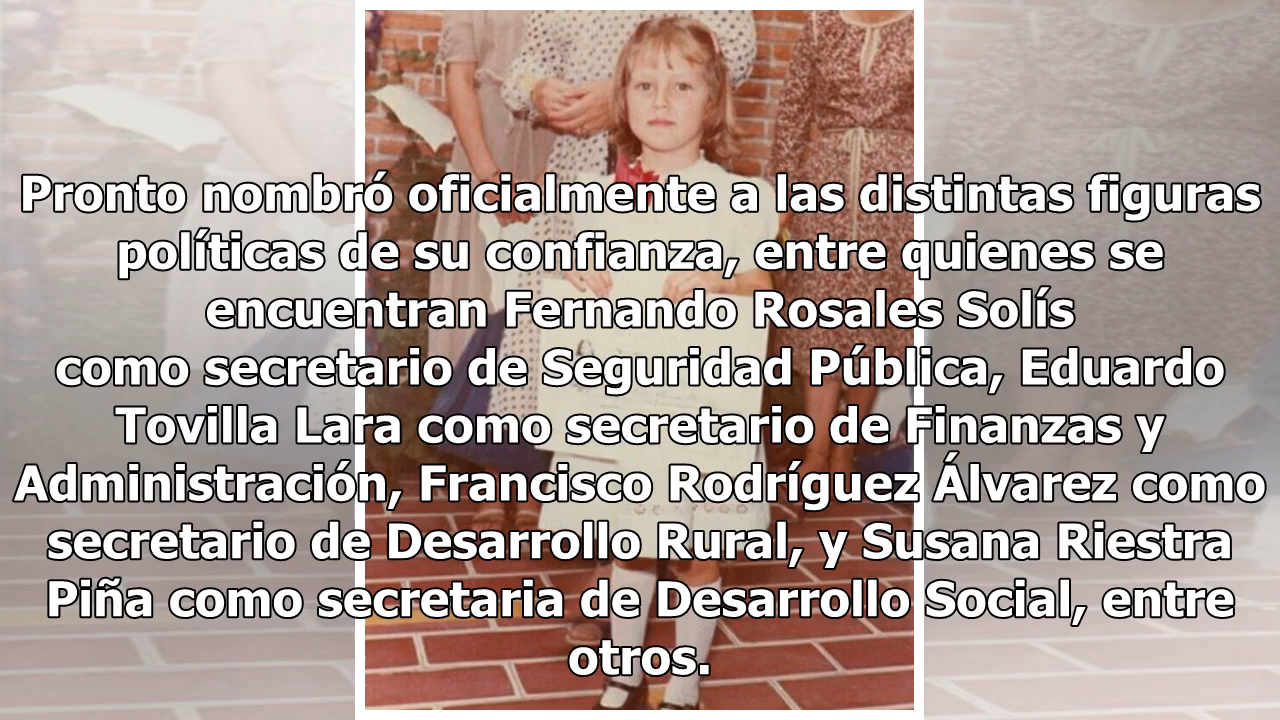 Pronto nombró oficialmente a las distintas figuras
políticas de su confianza, entre quienes se
encuentran Fernando Rosales Solís
como secretario de Seguridad Pública, Eduardo
Tovilla Lara como secretario de Finanzas y
Administración, Francisco Rodríguez Álvarez como
secretario de Desarrollo Rural, y Susana Riestra
Piña como secretaria de Desarrollo Social, entre
otros.